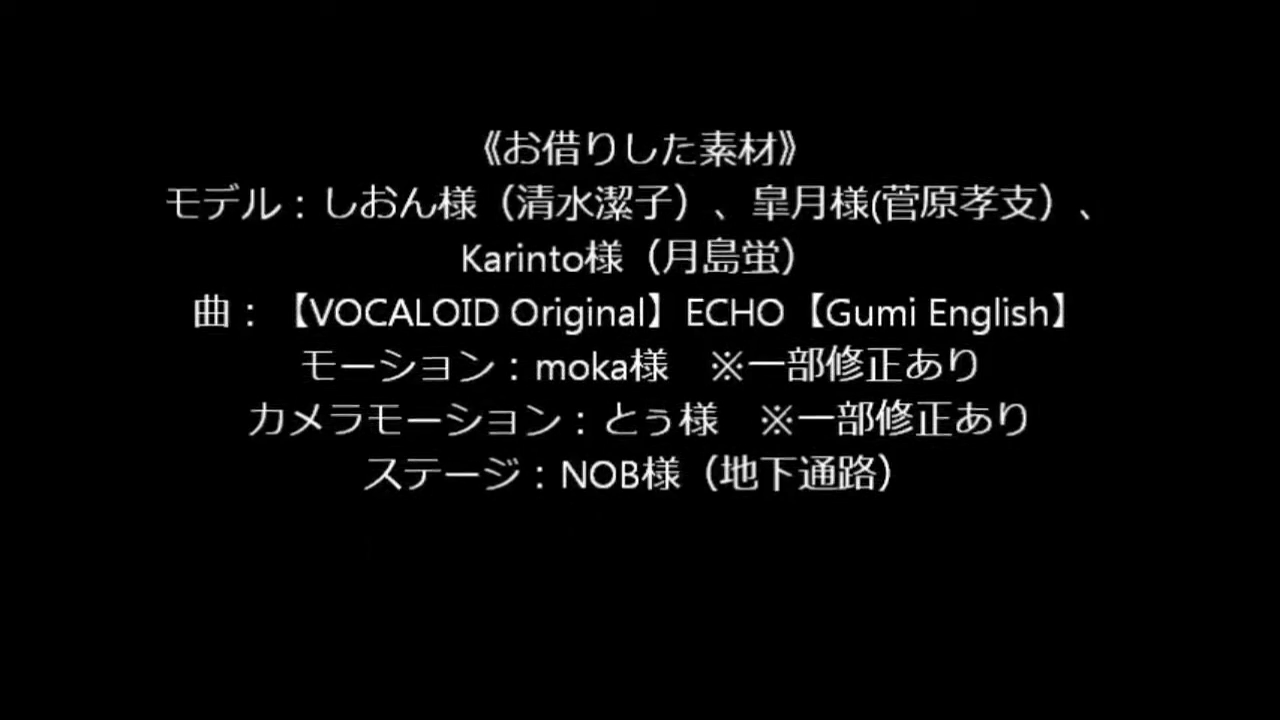 《お借りした素材》
モデル：しおん様（清水潔子）、皐月様(菅原孝支）、
Karinto様（月島蛍）
曲：【VOCALOID Original】ECHO【Gumi English】
モーション：moka様　※一部修正あり
カメラモーション：とぅ様　※一部修正あり
ステージ：NOB様（地下通路）